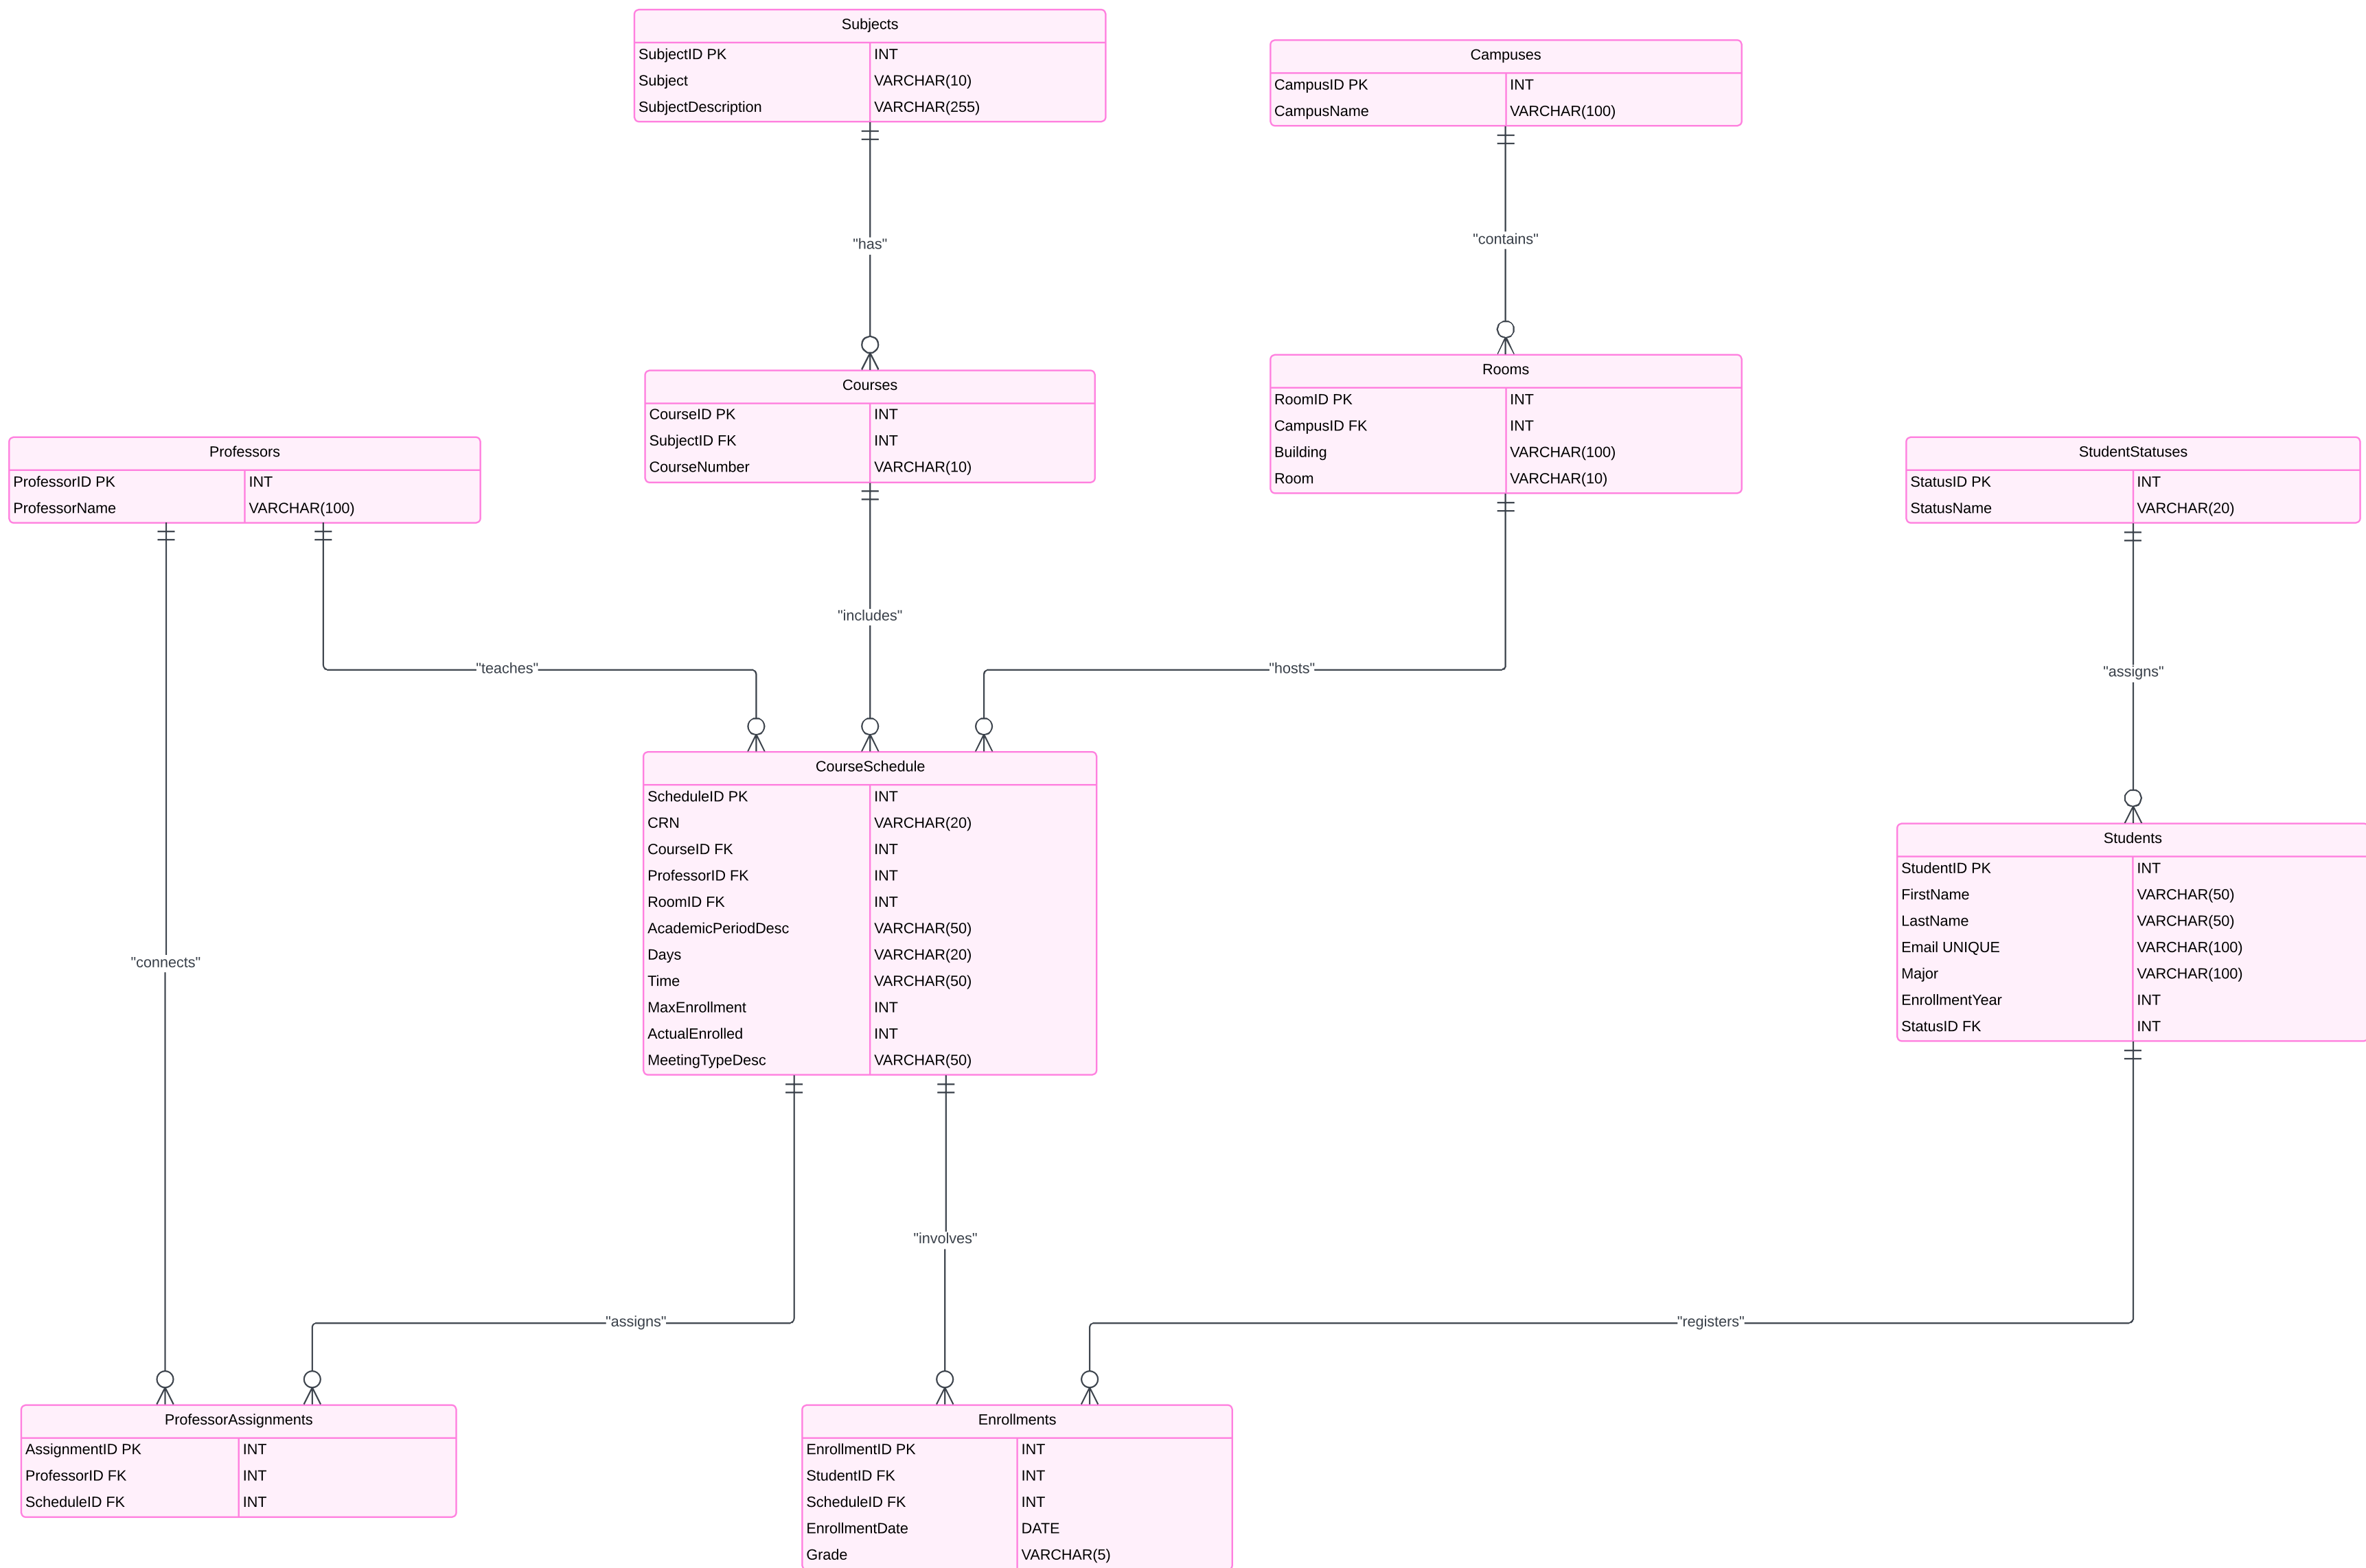 Subjects
SubjectID PK INT
Subject VARCHAR(10)
SubjectDescription VARCHAR(255)
Campuses
CampusID PK INT
CampusName VARCHAR(100)
"has"
"contains"
Courses
CourseID PK INT
SubjectID FK INT
CourseNumber VARCHAR(10)
Rooms
RoomID PK INT
CampusID FK INT
Building VARCHAR(100)
Room VARCHAR(10)
Professors
ProfessorID PK INT
ProfessorName VARCHAR(100)
StudentStatuses
StatusID PK INT
StatusName VARCHAR(20)
"teaches"
"includes"
"hosts"
"assigns"
CourseSchedule
ScheduleID PK INT
CRN VARCHAR(20)
CourseID FK INT
ProfessorID FK INT
RoomID FK INT
AcademicPeriodDesc VARCHAR(50)
Days VARCHAR(20)
Time VARCHAR(50)
MaxEnrollment INT
ActualEnrolled INT
MeetingTypeDesc VARCHAR(50)
Students
StudentID PK INT
FirstName VARCHAR(50)
LastName VARCHAR(50)
Email UNIQUE VARCHAR(100)
Major VARCHAR(100)
EnrollmentYear INT
StatusID FK INT
"connects"
"involves"
"assigns"
"registers"
ProfessorAssignments
AssignmentID PK INT
ProfessorID FK INT
ScheduleID FK INT
Enrollments
EnrollmentID PK INT
StudentID FK INT
ScheduleID FK INT
EnrollmentDate DATE
Grade VARCHAR(5)